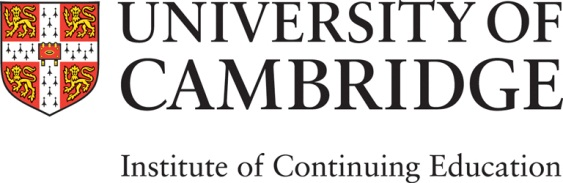 UNIVERSITY OF
CAMBRIDGE
Institute of Continuing Education